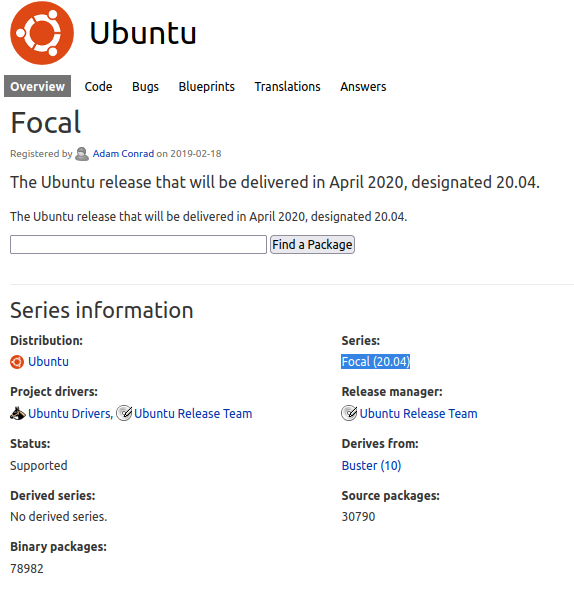 Ubuntu
Overview Code Bugs Blueprints Translations Answers
Focal
Registered by Adam Conrad on 2019-02-18
The Ubuntu release that will be delivered in April 2020, designated 20.04.
The Ubuntu release that will be delivered in April 2020, designated 20.04.
Find a Package
Series information
Distribution:
Ubuntu
Series:
Focal (20.04)
Project drivers:
Ubuntu Drivers, Ubuntu Release Team
Release manager:
Ubuntu Release Team
Status:
Supported
Derives from:
Buster (10)
Derived series:
No derived series.
Source packages:
30790
Binary packages:
78982